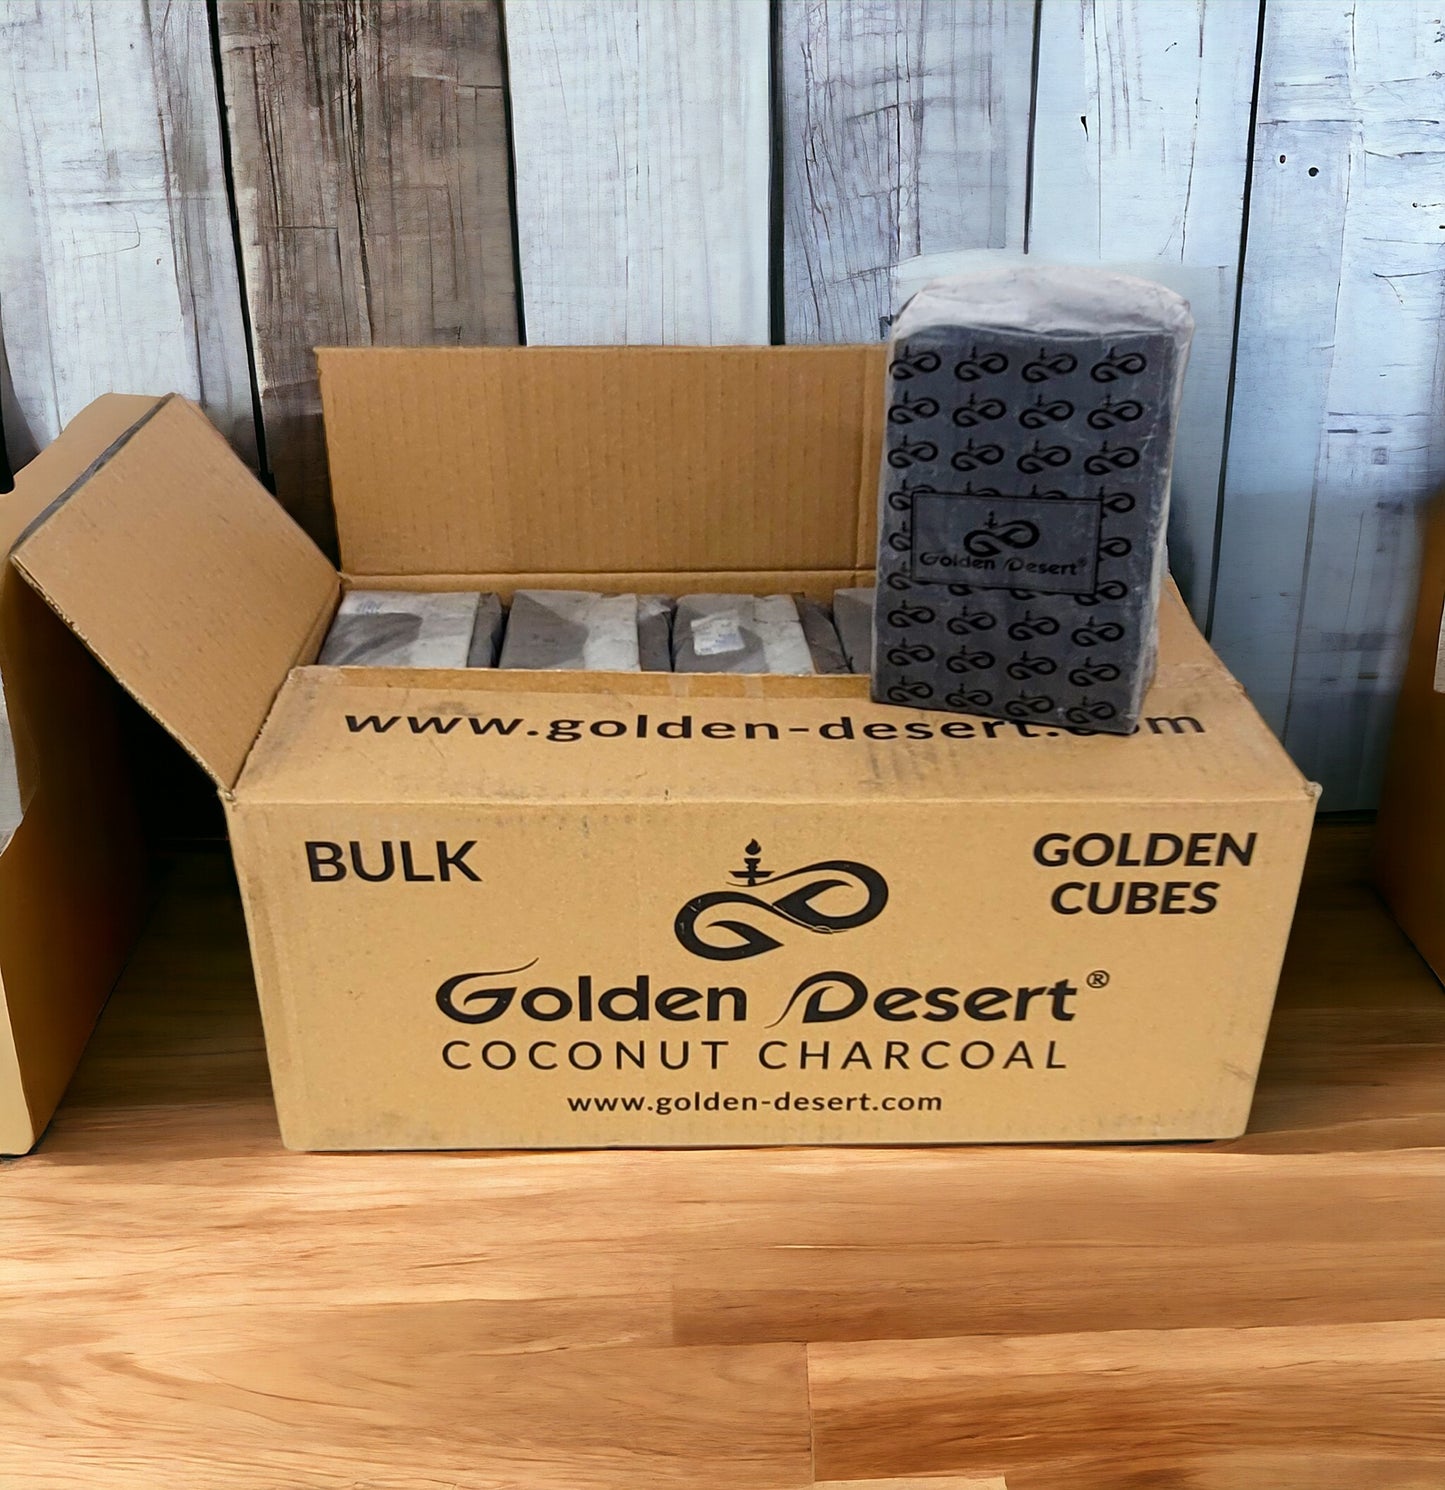 Golden Desert®
www.golden-desert.com
BULK
GOLDEN
CUBES
Golden Desert®
COCONUT CHARCOAL
www.golden-desert.com